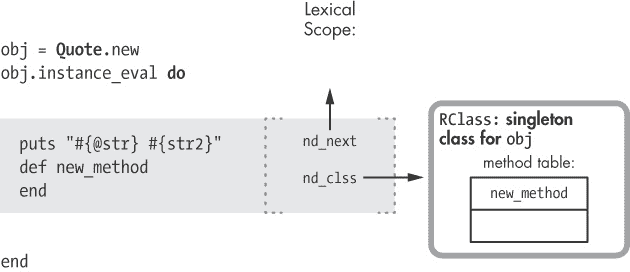 Lexical
Scope:
obj = Quote.new
obj.instance_eval do
puts "#{@str} #{str2}"
def new_method
end
nd_next
nd_clss
RClass: singleton
class for obj
method table:
new_method
end